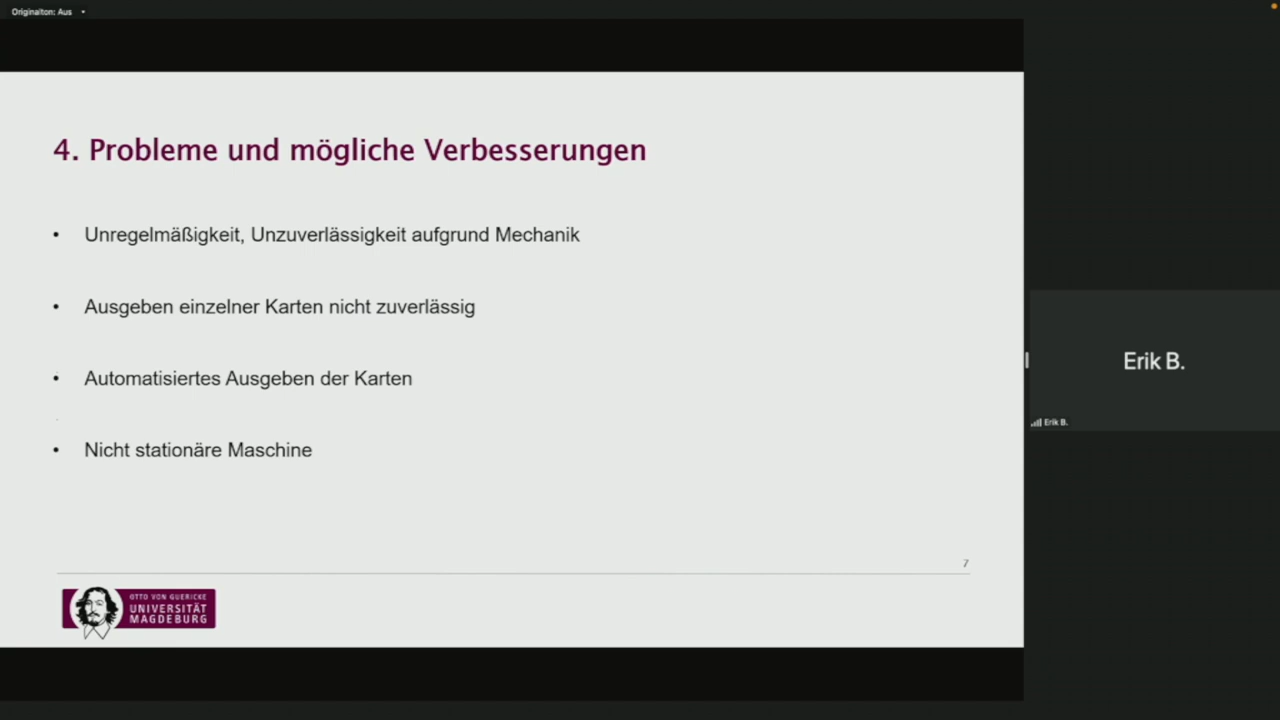 Originalton: Aus
4. Probleme und mögliche Verbesserungen
• Unregelmäßigkeit, Unzuverlässigkeit aufgrund Mechanik
• Ausgeben einzelner Karten nicht zuverlässig
• Automatisiertes Ausgeben der Karten
• Nicht stationäre Maschine
7
OTTO VON GUERICKE
UNIVERSITÄT
MAGDEBURG
Erik B.
Erik B.